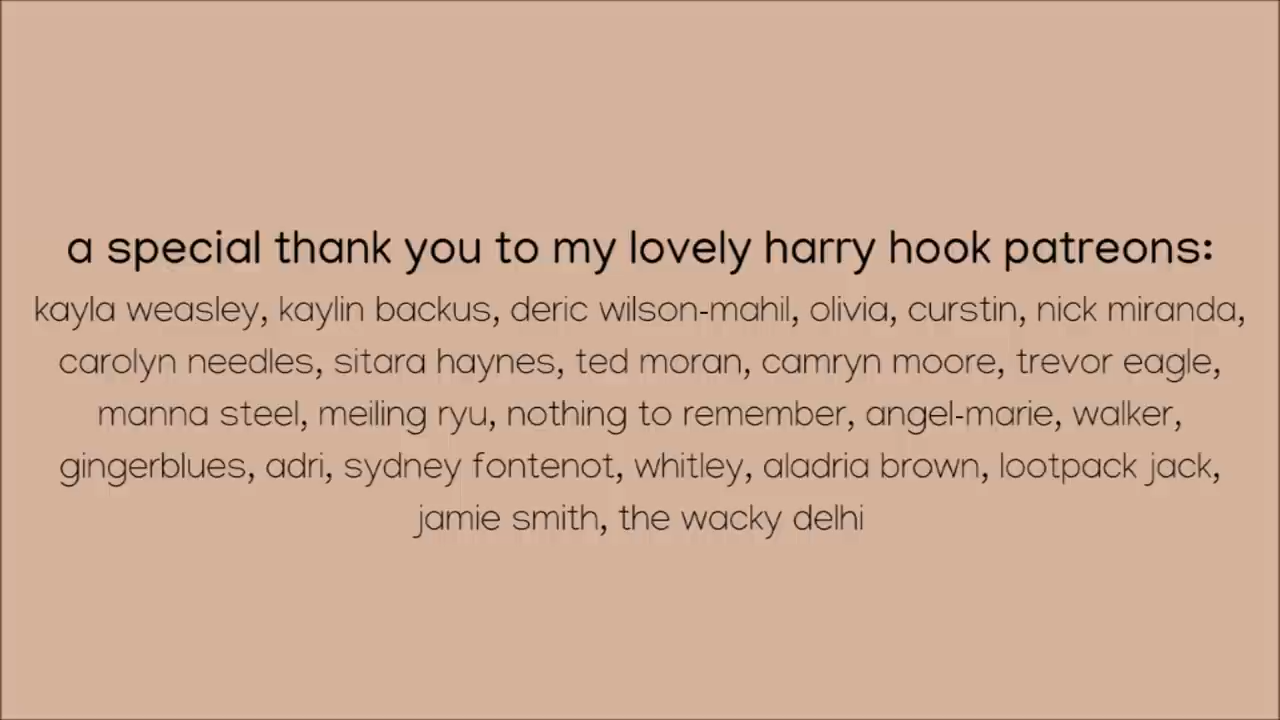 a special thank you to my lovely harry hook patreons:
kayla weasley, kaylin backus, deric wilson-mahil, olivia, curstin, nick miranda,
carolyn needles, sitara haynes, ted moran, camryn moore, trevor eagle,
manna steel, meiling ryu, nothing to remember, angel-marie, walker,
gingerblues, adri, sydney fontenot, whitley, aladria brown, lootpack jack,
jamie smith, the wacky delhi